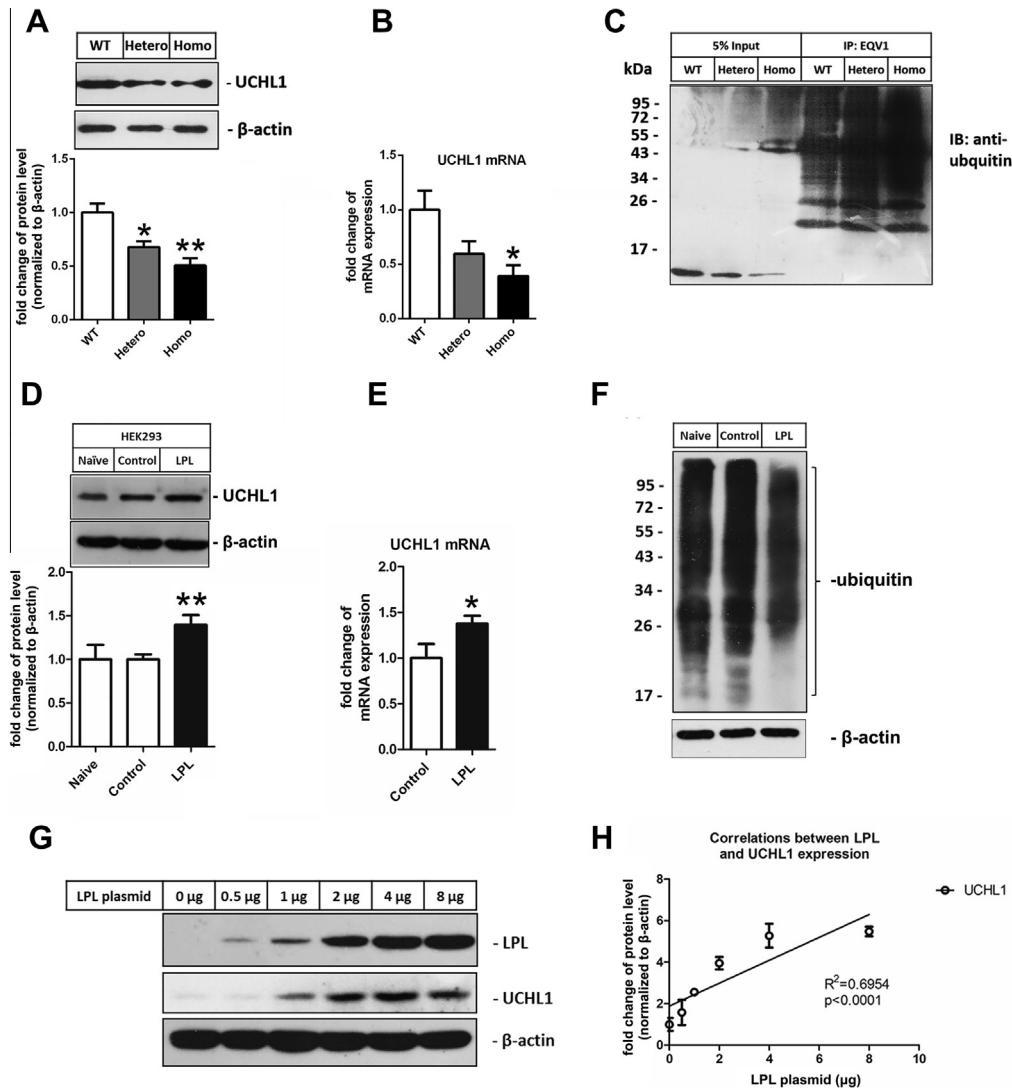 A
WT Hetero Homo
- UCHL1
- β-actin
fold change of protein level
(normalized to β-actin)
1.5
1.0
0.5
0.0
* **
WT Hetero Homo
B
UCHL1 mRNA
fold change of
mRNA expression
1.5
1.0
0.5
0.0
*
WT Hetero Homo
C
5% Input IP: EQV1
kDa WT Hetero Homo WT Hetero Homo
95 -
72 -
55 -
43 -
34 -
26 -
17 -
IB: anti-
ubquitin
D
HEK293
Naïve Control LPL
- UCHL1
- β-actin
fold change of protein level
(normalized to β-actin)
2.0
1.5
1.0
0.5
0.0
**
Naive Control LPL
E
UCHL1 mRNA
fold change of
mRNA expression
2.0
1.5
1.0
0.5
0.0
*
Control LPL
F
Naive Control LPL
95 -
72 -
55 -
43 -
34 -
26 -
17 -
-ubiquitin
- β-actin
G
LPL plasmid 0 µg 0.5 µg 1 µg 2 µg 4 µg 8 µg
- LPL
- UCHL1
- β-actin
H
Correlations between LPL
and UCHL1 expression
fold change of protein level
(normalized to β-actin)
8
6
4
2
0
UCHL1
R²=0.6954
p<0.0001
0 2 4 6 8 10
LPL plasmid (µg)